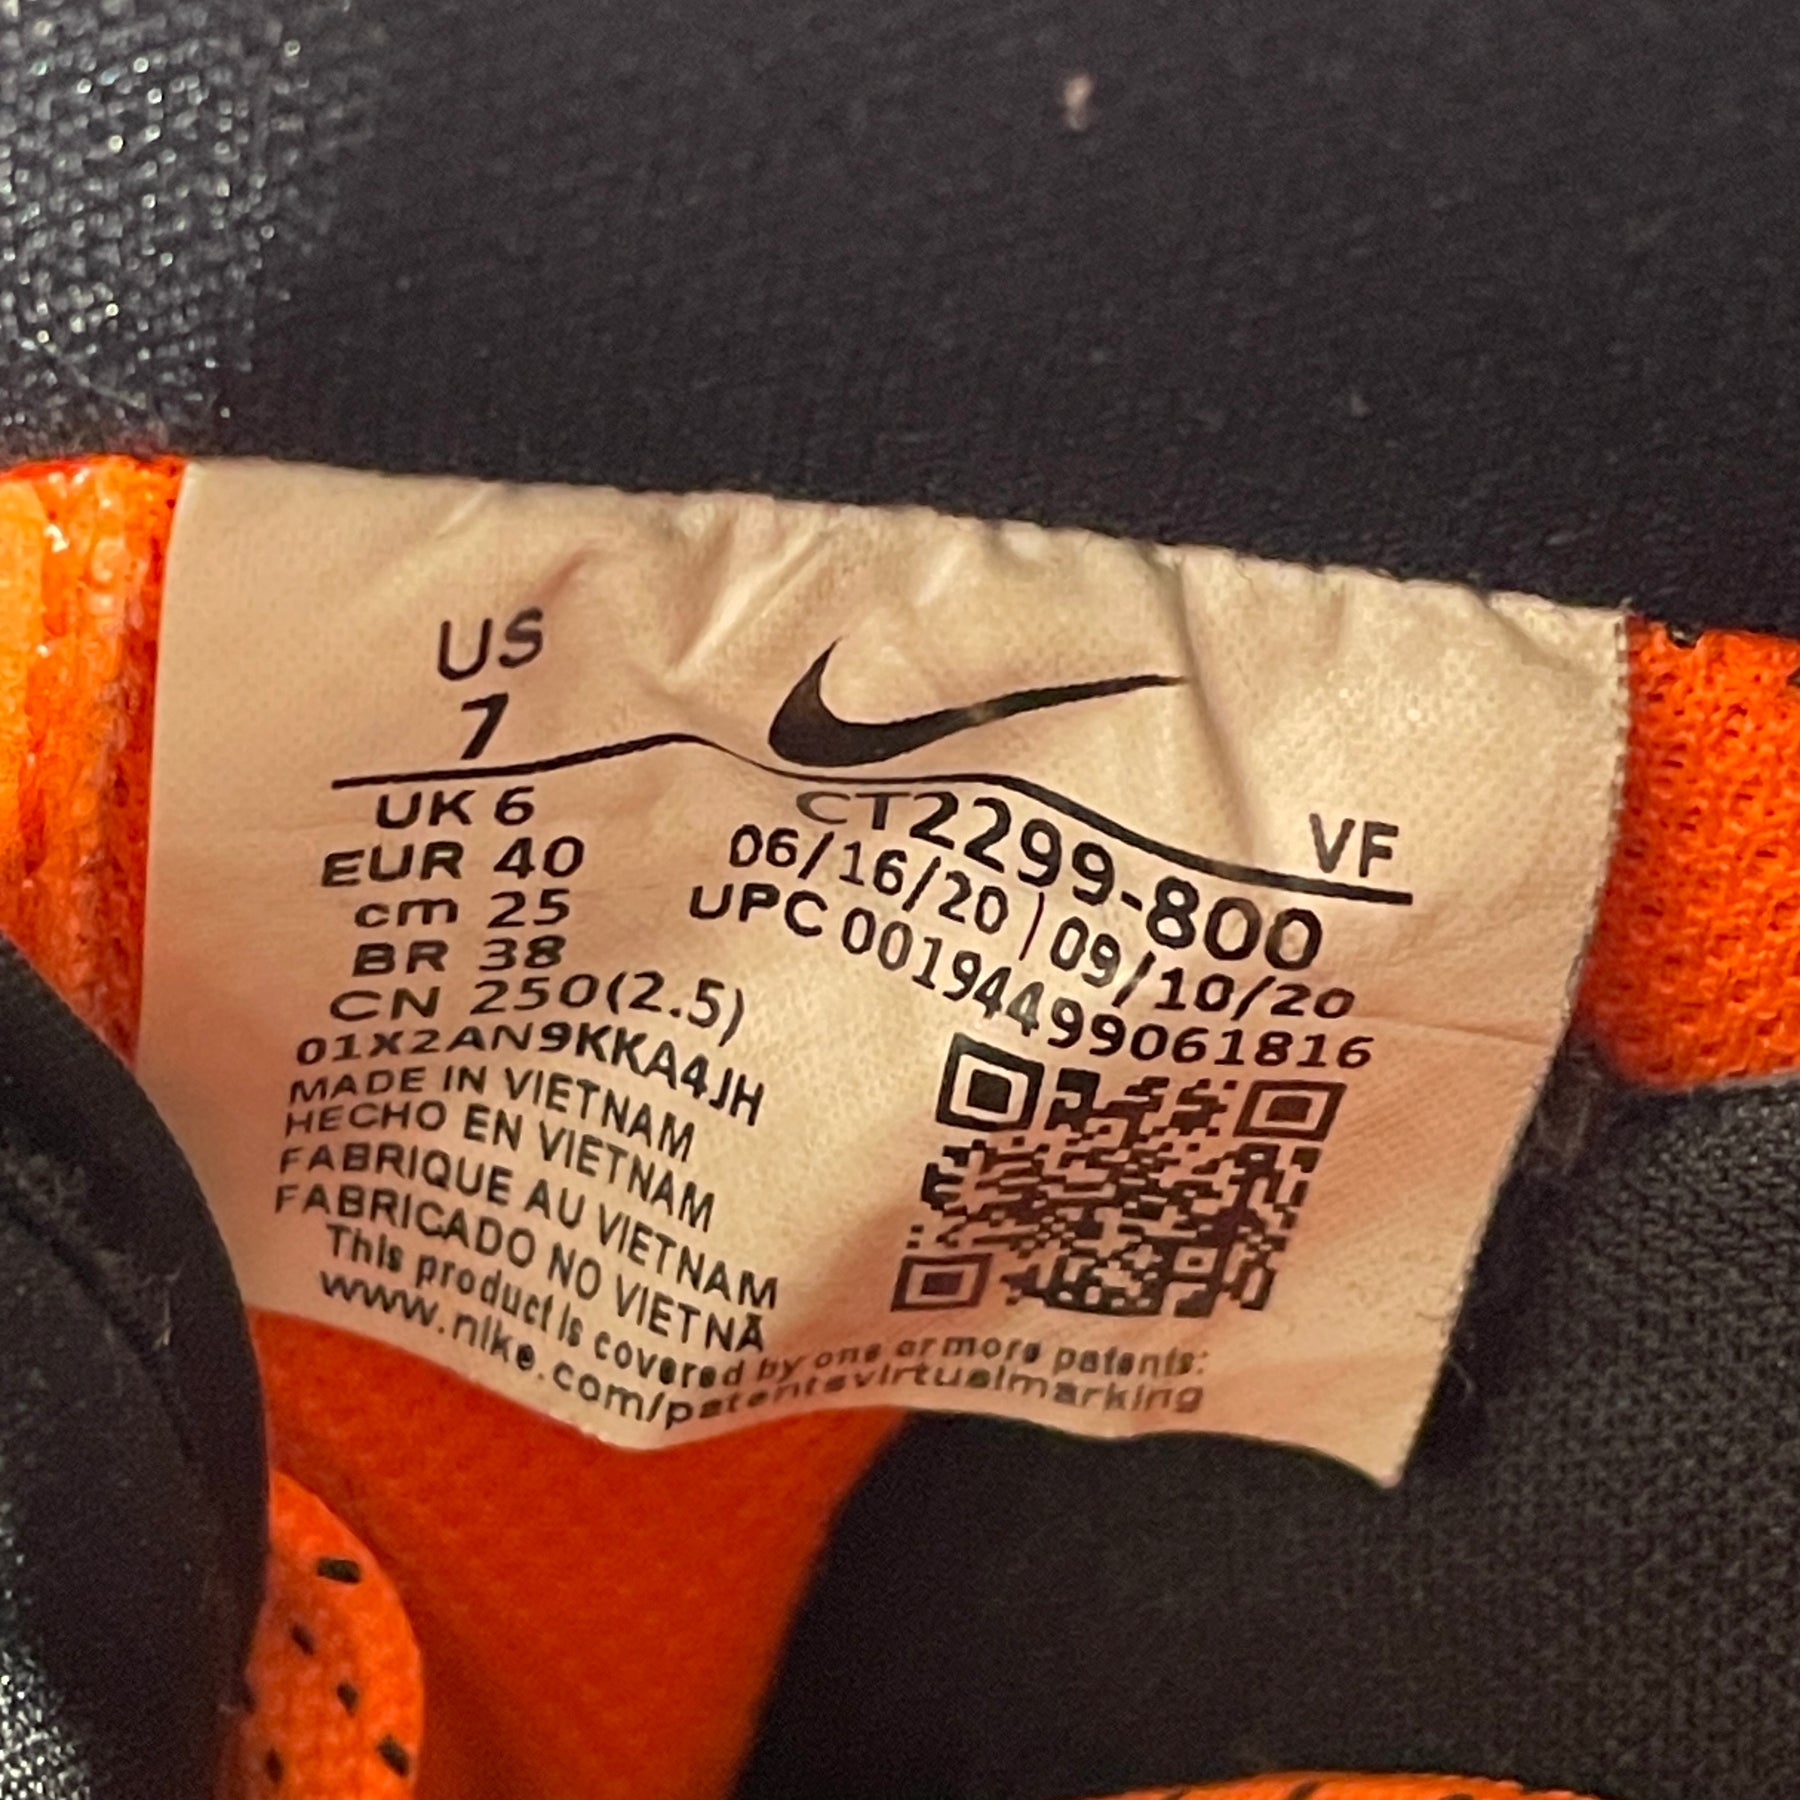 US
7
UK 6
EUR 40
cm 25
BR 38
CN 250(2.5)
01X2AN9KKA4JH
MADE IN VIETNAM
HECHO EN VIETNAM
FABRIQUE AU VIETNAM
FABRICADO NO VIETNÃ
VF
CT2299-800
06/16/20 | 09/10/20
UPC 00194499061816
This product is covered by one or more patents:
www.nike.com/patentsvirtualmarking